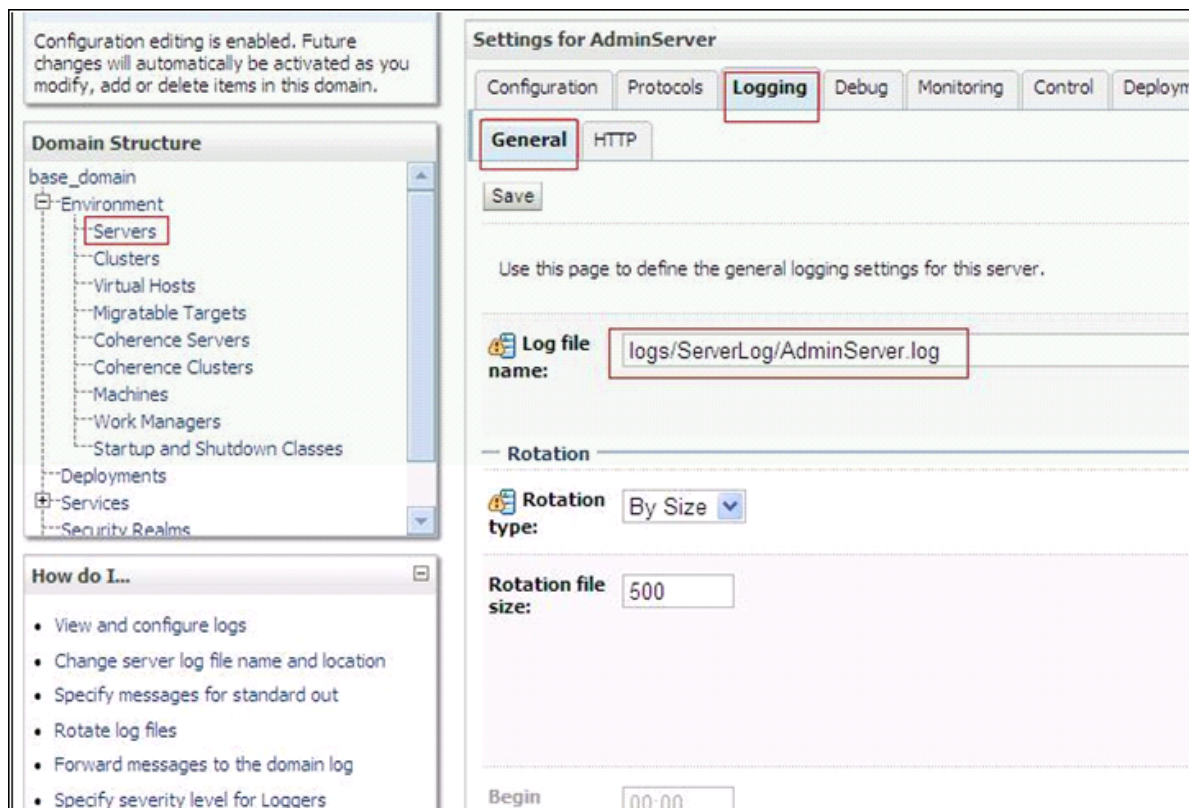 Configuration editing is enabled. Future
changes will automatically be activated as you
modify, add or delete items in this domain.
Domain Structure
base_domain
Environment
Servers
Clusters
Virtual Hosts
Migratable Targets
Coherence Servers
Coherence Clusters
Machines
Work Managers
Startup and Shutdown Classes
Deployments
Services
Security Realms
How do I...
• View and configure logs
• Change server log file name and location
• Specify messages for standard out
• Rotate log files
• Forward messages to the domain log
• Specify severity level for Loggers
Settings for AdminServer
Configuration Protocols Logging Debug Monitoring Control Deploym
General HTTP
Save
Use this page to define the general logging settings for this server.
Log file
name:
logs/ServerLog/AdminServer.log
Rotation
Rotation
type:
By Size
Rotation file
size:
500
Begin
00:00